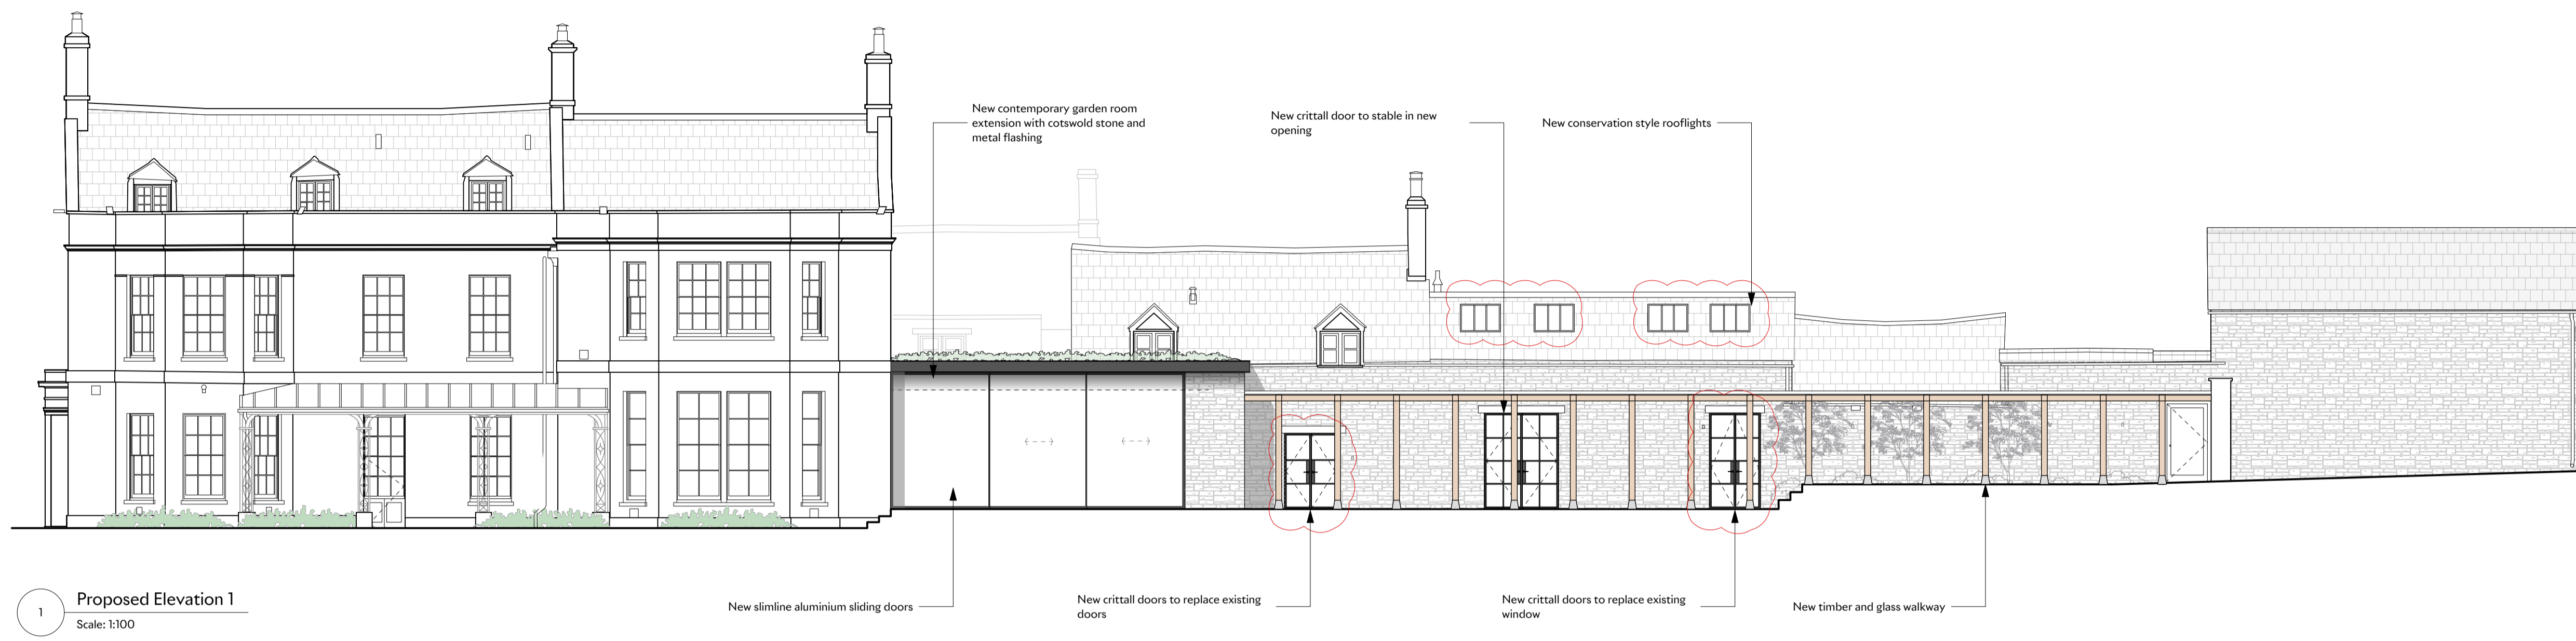 New contemporary garden room
extension with cotswold stone and
metal flashing
New crittall door to stable in new
opening
New conservation style rooflights
New slimline aluminium sliding doors
New crittall doors to replace existing
doors
New crittall doors to replace existing
window
New timber and glass walkway
1
Proposed Elevation 1
Scale: 1:100